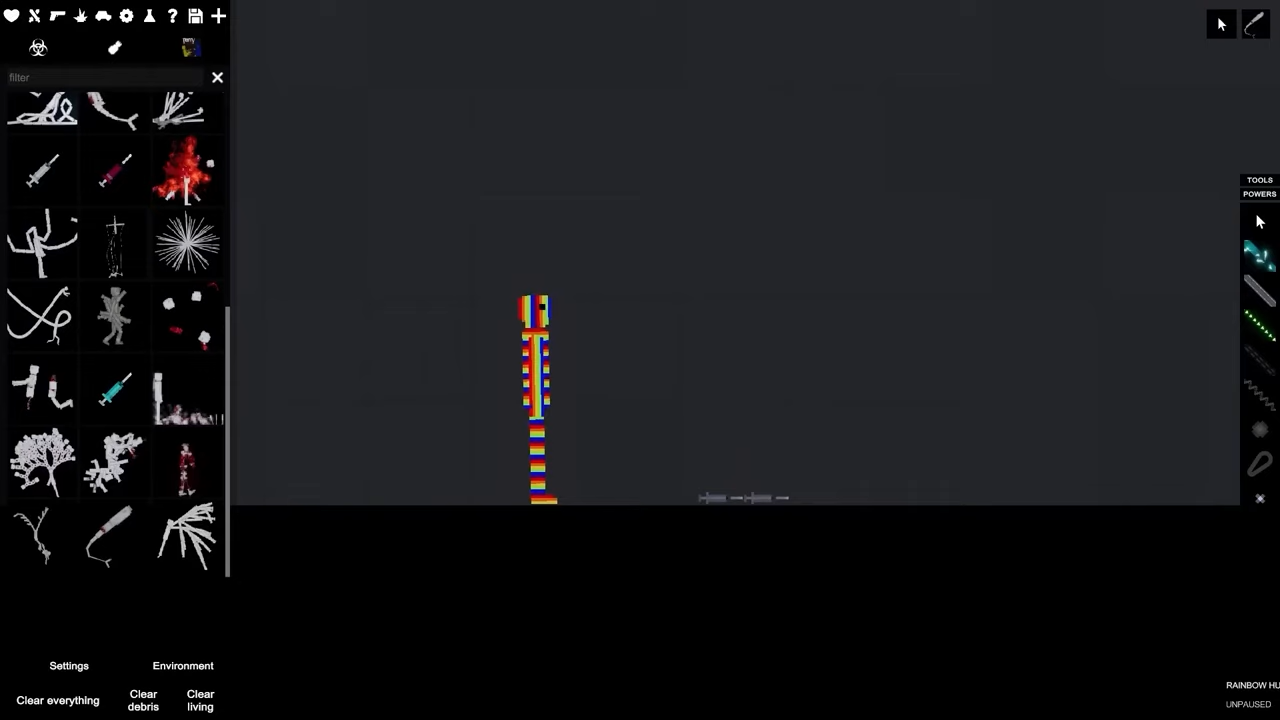 filter
TOOLS
POWERS
Settings
Environment
Clear everything
Clear debris
Clear living
RAINBOW HU
UNPAUSED